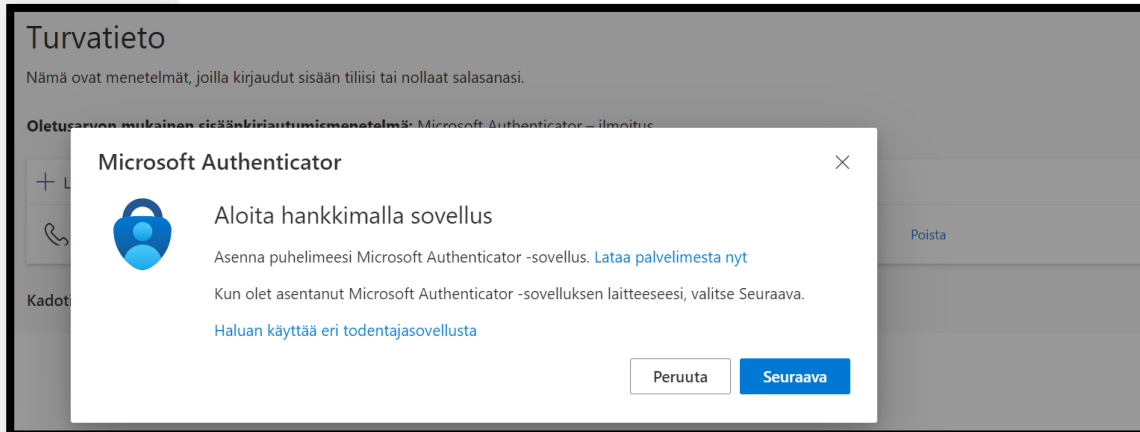 Turvatieto
Nämä ovat menetelmät, joilla kirjaudut sisään tiliisi tai nollaat salasanasi.
Oletusarvon mukainen sisäänkirjautumismenetelmä: Microsoft Authenticator – ilmoitus
Microsoft Authenticator
Aloita hankkimalla sovellus
Poista
Asenna puhelimeesi Microsoft Authenticator -sovellus. Lataa palvelimesta nyt
Kun olet asentanut Microsoft Authenticator -sovelluksen laitteeseesi, valitse Seuraava.
Haluan käyttää eri todentajasovellusta
Peruuta Seuraava